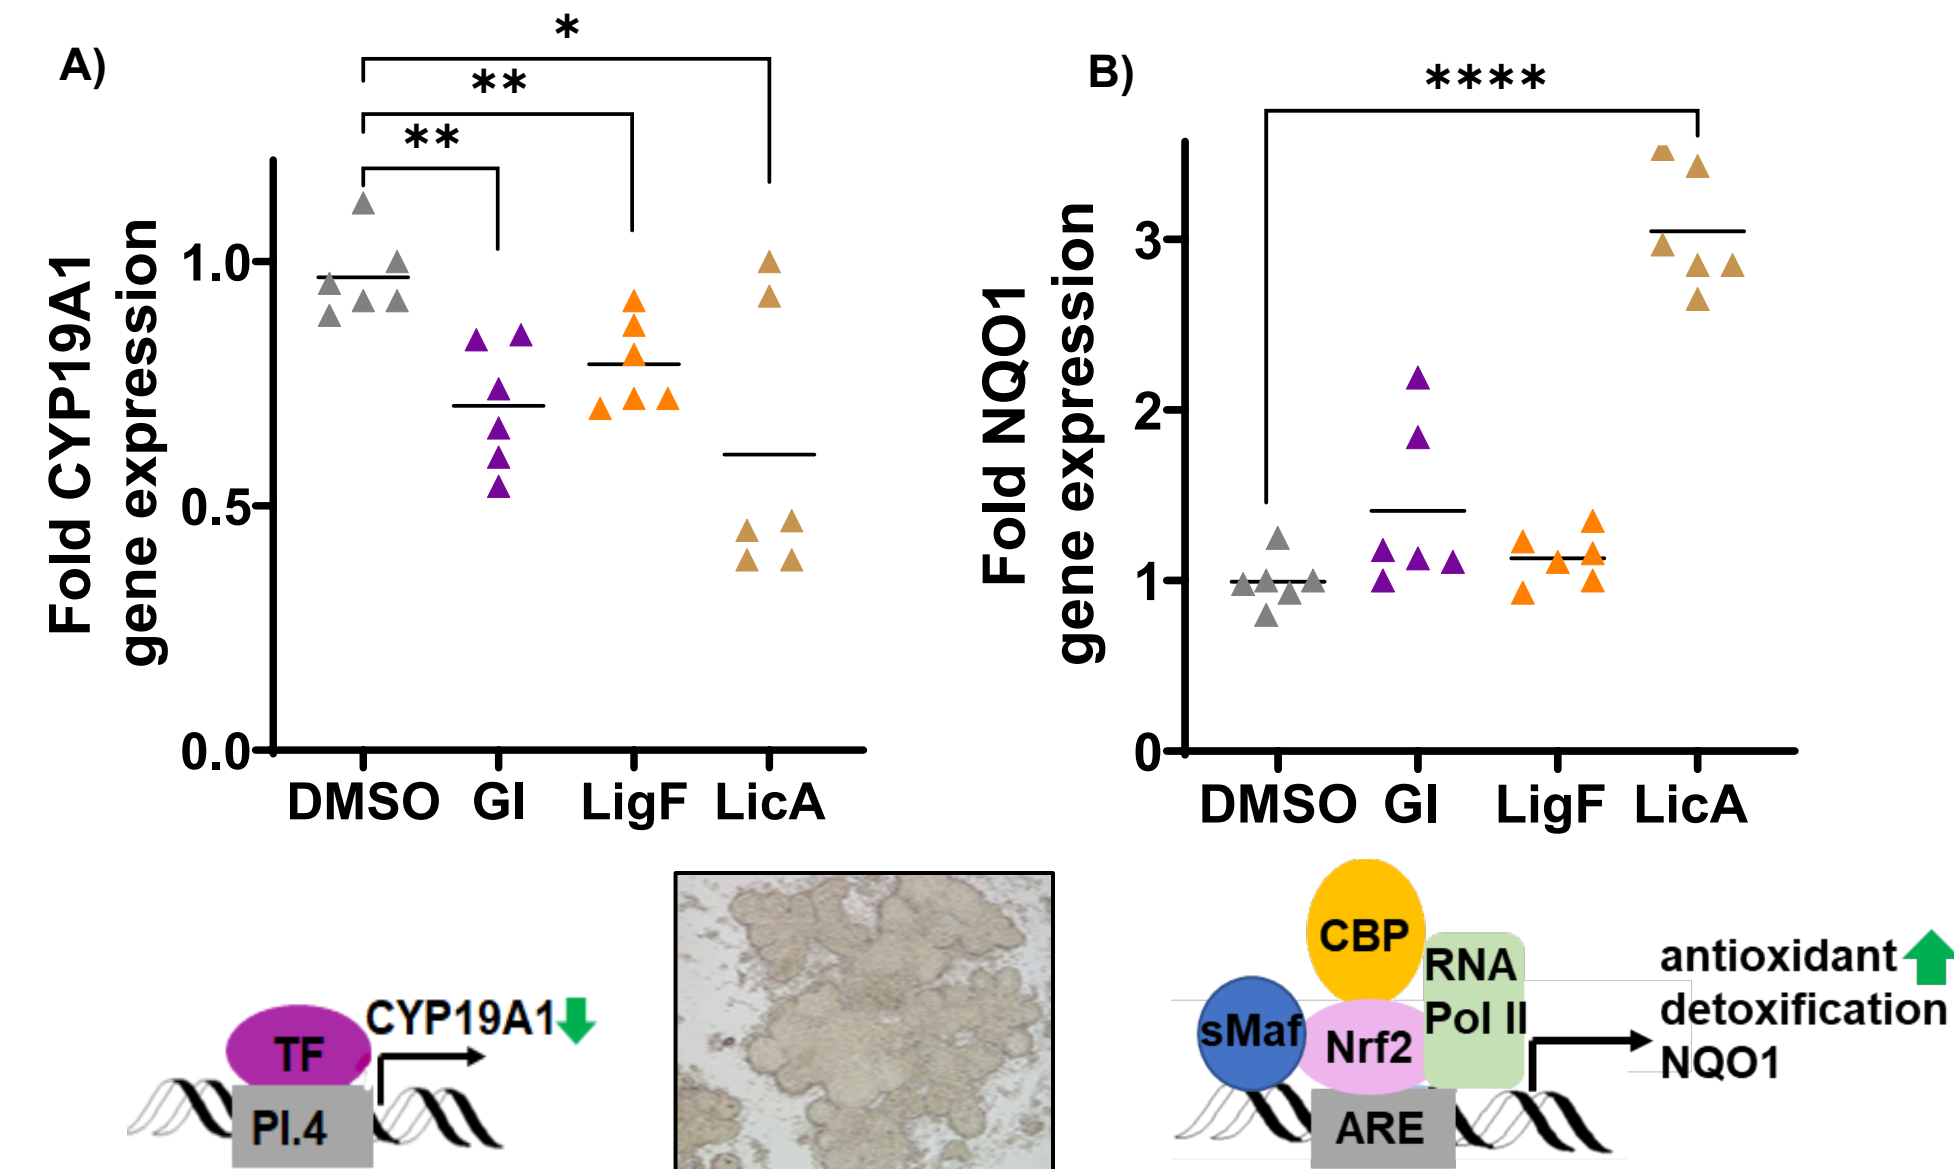 A)
*
**
**
Fold CYP19A1
gene expression
1.0
0.5
0.0
DMSO GI LigF LicA
B)
****
Fold NQO1
gene expression
3
2
1
0
DMSO GI LigF LicA
TF
CYP19A1
PI.4
CBP
RNA
Pol II
sMaf
Nrf2
ARE
antioxidant
detoxification
NQO1